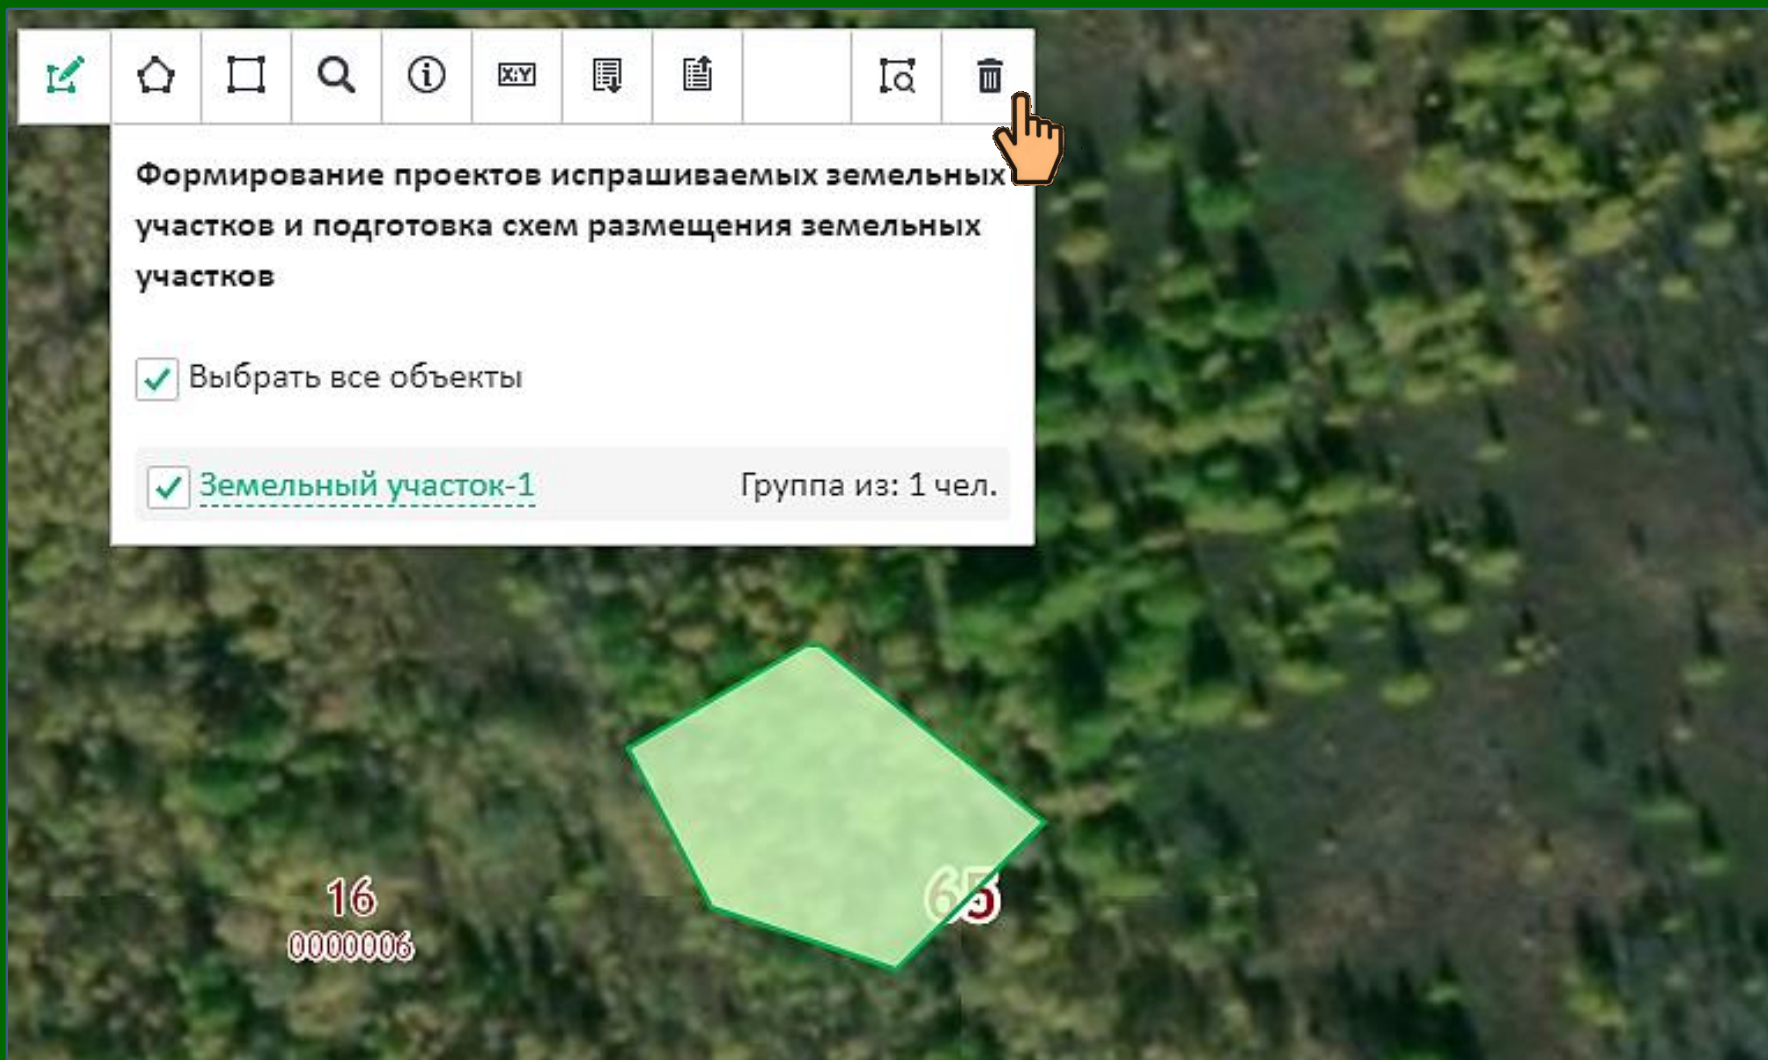 X:Y
Формирование проектов испрашиваемых земельных
участков и подготовка схем размещения земельных
участков
Выбрать все объекты
Земельный участок-1 Группа из: 1 чел.
16
0000006
65